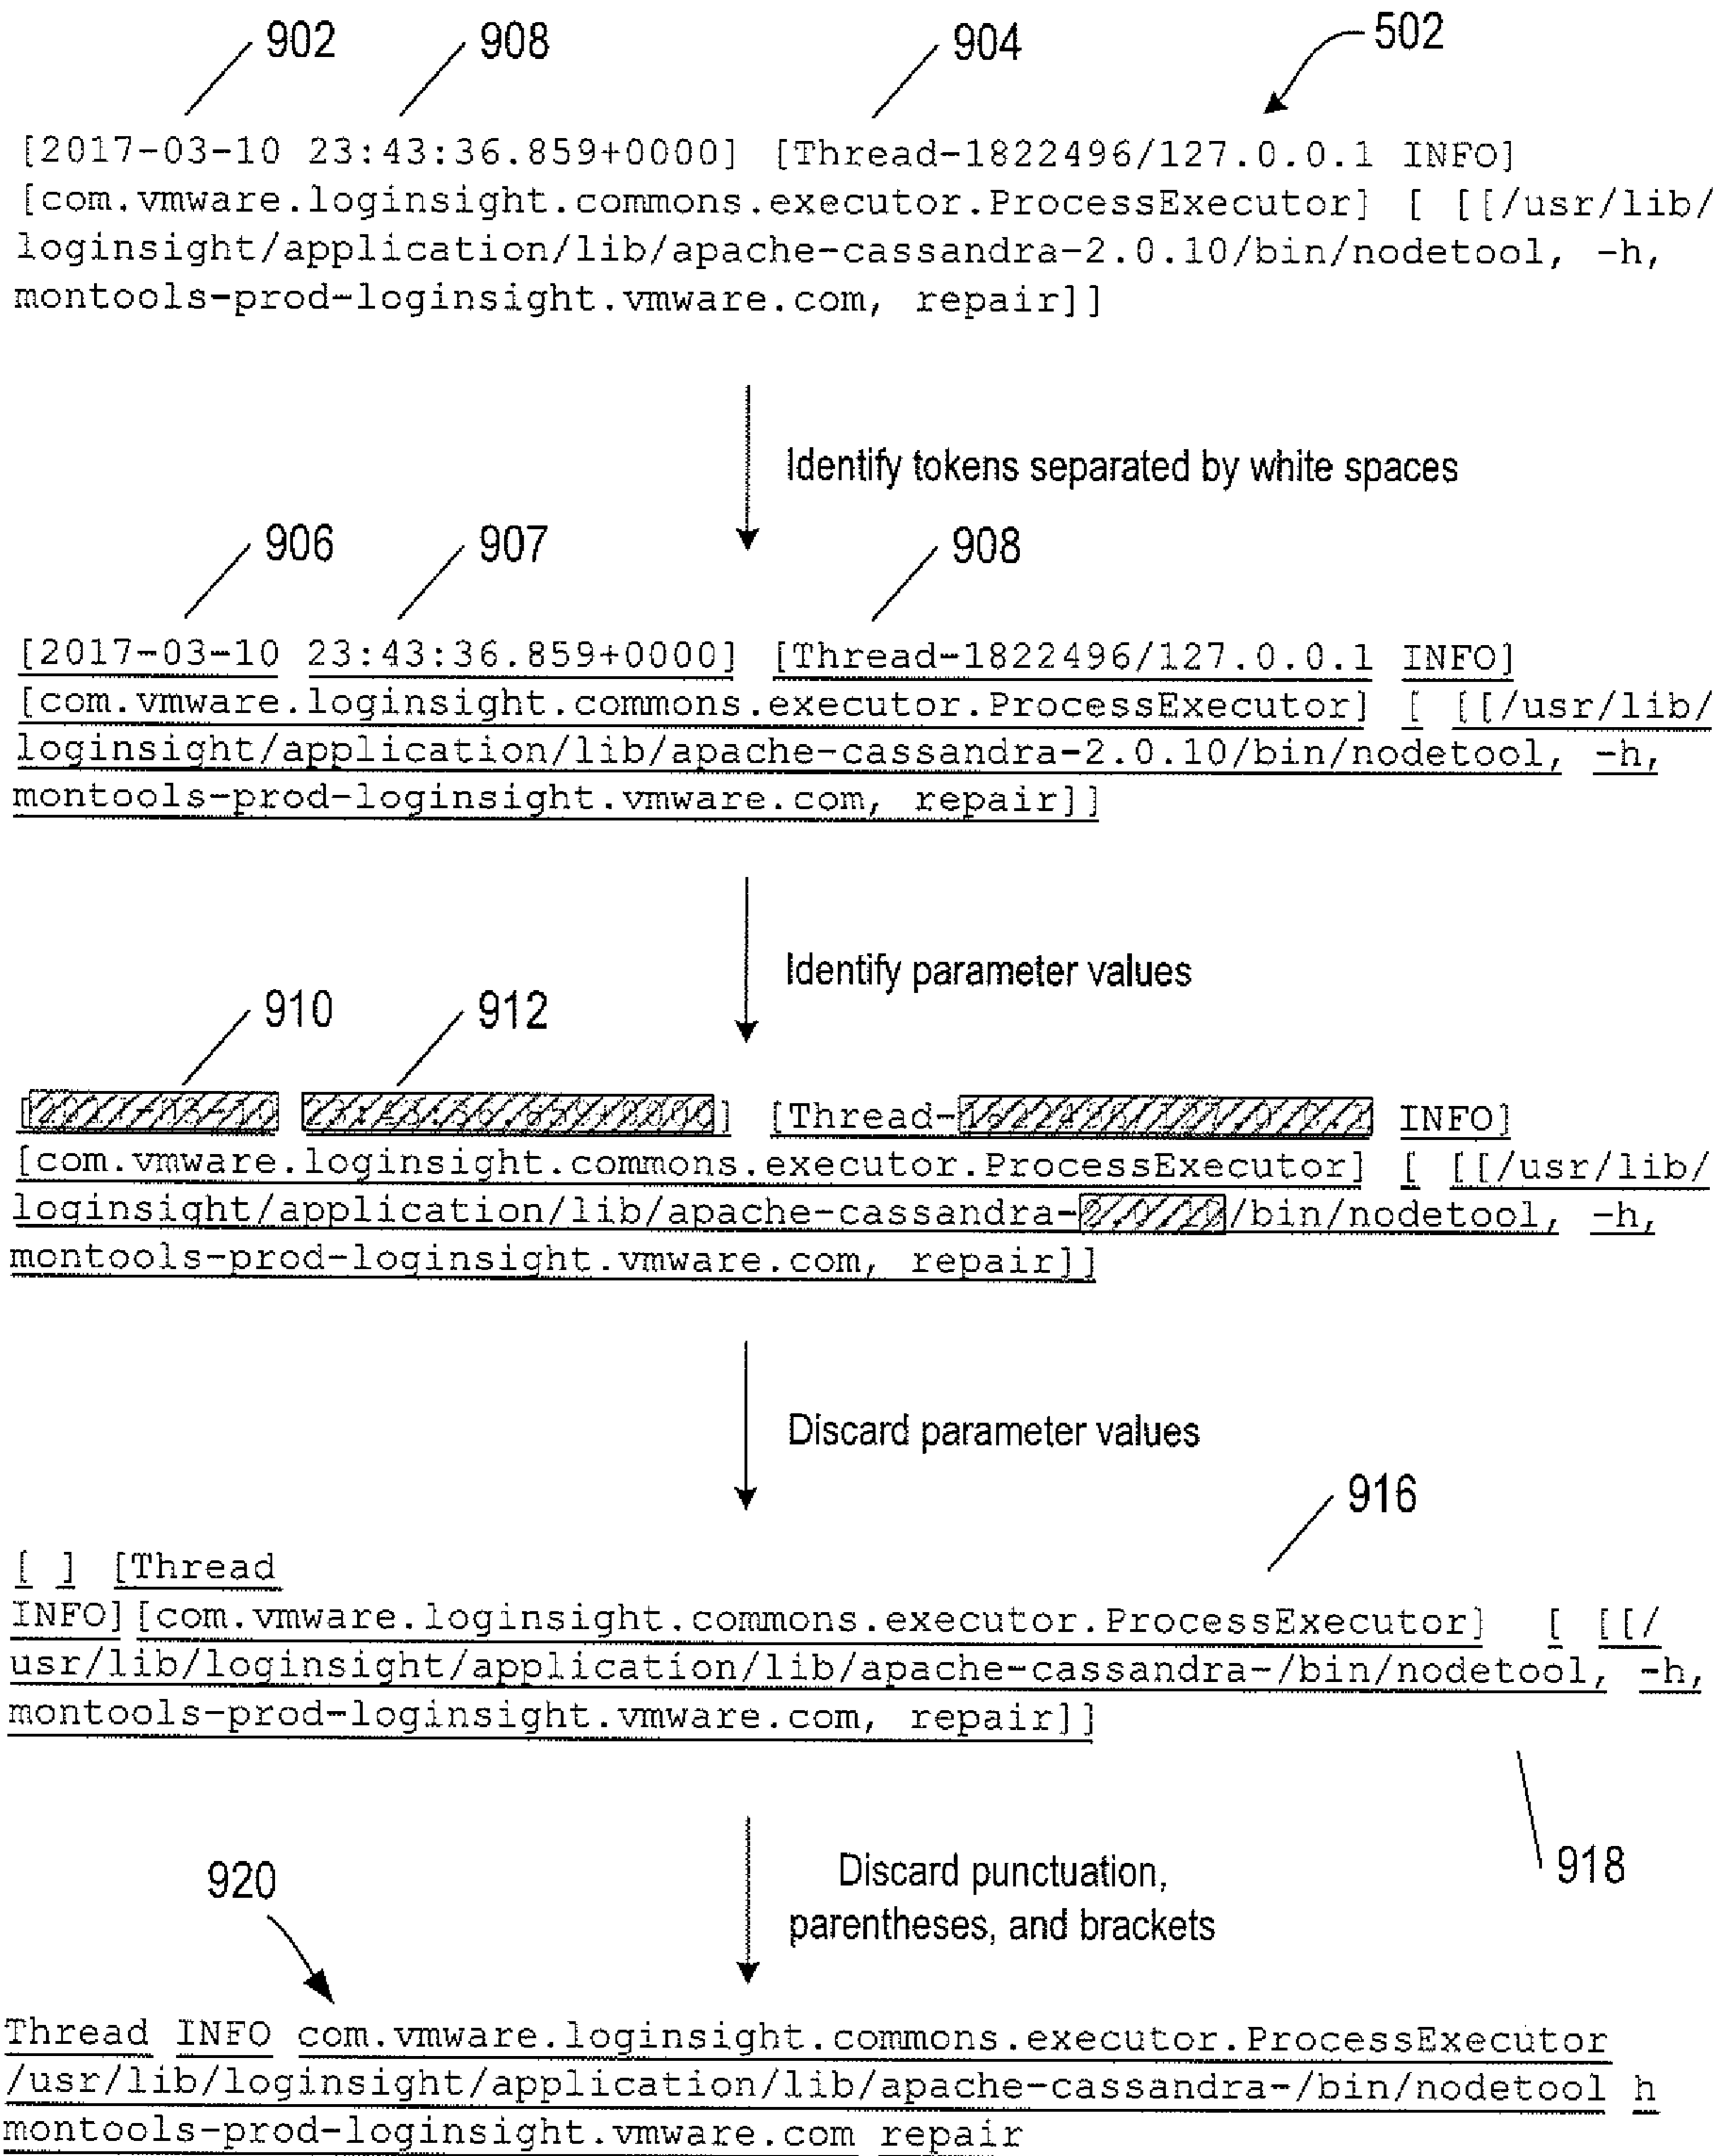 902 908 904 502
[2017-03-10 23:43:36.859+0000] [Thread-1822496/127.0.0.1 INFO]
[com.vmware.loginsight.commons.executor.ProcessExecutor] [ [[/usr/lib/
loginsight/application/lib/apache-cassandra-2.0.10/bin/nodetool, -h,
montools-prod-loginsight.vmware.com, repair]]
Identify tokens separated by white spaces
906 907 908
[2017-03-10 23:43:36.859+0000] [Thread-1822496/127.0.0.1 INFO]
[com.vmware.loginsight.commons.executor.ProcessExecutor] [ [[/usr/lib/
loginsight/application/lib/apache-cassandra-2.0.10/bin/nodetool, -h,
montools-prod-loginsight.vmware.com, repair]]
Identify parameter values
910 912
[ ] [Thread- INFO]
[com.vmware.loginsight.commons.executor.ProcessExecutor] [ [[/usr/lib/
loginsight/application/lib/apache-cassandra- /bin/nodetool, -h,
montools-prod-loginsight.vmware.com, repair]]
Discard parameter values
916
[ ] [Thread
INFO][com.vmware.loginsight.commons.executor.ProcessExecutor] [ [[/
usr/lib/loginsight/application/lib/apache-cassandra-/bin/nodetool, -h,
montools-prod-loginsight.vmware.com, repair]]
918
Discard punctuation,
parentheses, and brackets
920
Thread INFO com.vmware.loginsight.commons.executor.ProcessExecutor
/usr/lib/loginsight/application/lib/apache-cassandra-/bin/nodetool h
montools-prod-loginsight.vmware.com repair